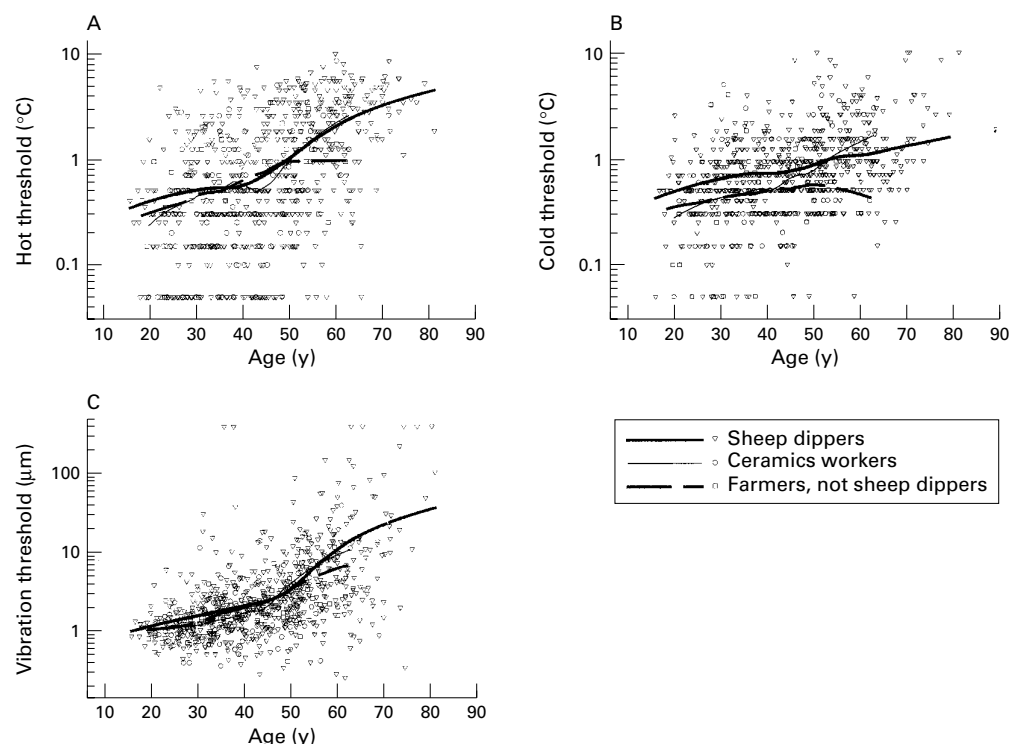 A
10
1
0.1
Hot threshold (°C)
10 20 30 40 50 60 70 80 90
Age (y)
B
10
1
0.1
Cold threshold (°C)
10 20 30 40 50 60 70 80 90
Age (y)
C
100
10
1
Vibration threshold (μm)
10 20 30 40 50 60 70 80 90
Age (y)
Sheep dippers
Ceramics workers
Farmers, not sheep dippers